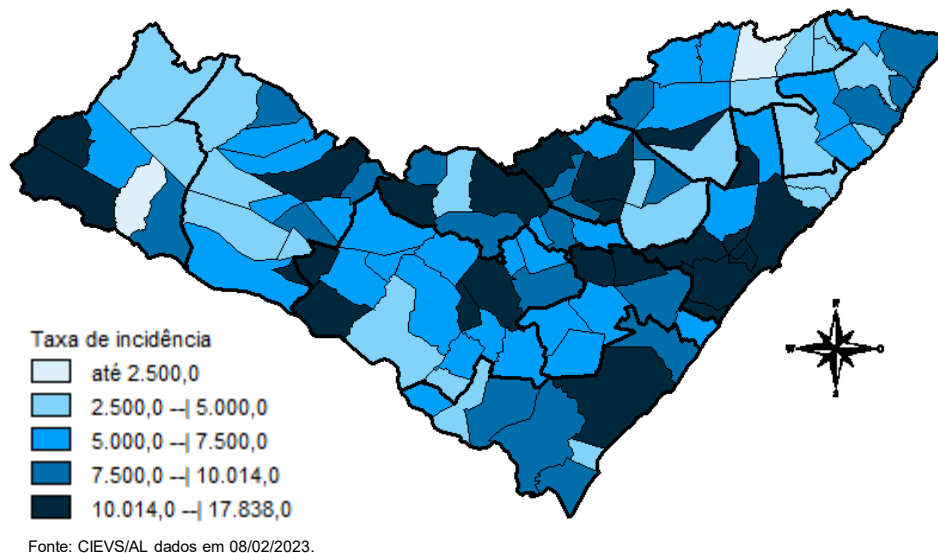 Taxa de incidência
até 2.500,0
2.500,0 --| 5.000,0
5.000,0 --| 7.500,0
7.500,0 --| 10.014,0
10.014,0 --| 17.838,0
N
W O
S
Fonte: CIEVS/AL dados em 08/02/2023.